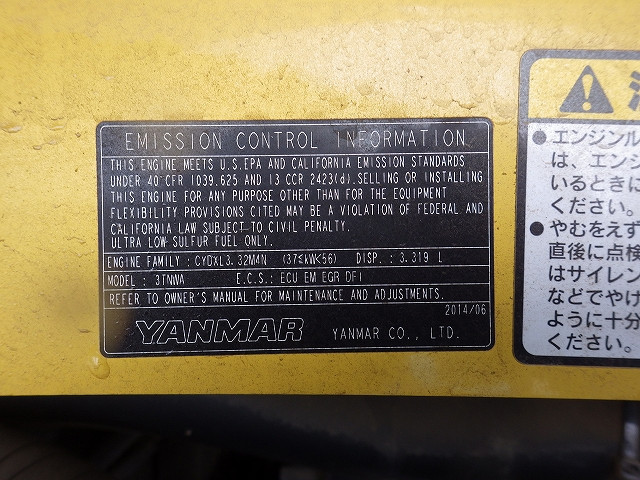 EMISSION CONTROL INFORMATION
THIS ENGINE MEETS U.S.EPA AND CALIFORNIA EMISSION STANDARDS
UNDER 40 CFR 1039.625 AND 13 CCR 2423(d).SELLING OR INSTALLING
THIS ENGINE FOR ANY PURPOSE OTHER THAN FOR THE EQUIPMENT
FLEXIBILITY PROVISIONS CITED MAY BE A VIOLATION OF FEDERAL AND
CALIFORNIA LAW SUBJECT TO CIVIL PENALTY.
ULTRA LOW SULFUR FUEL ONLY.
ENGINE FAMILY : CYDXL3.32M4N (37≤kW<56) DISP. : 3.319 L
MODEL : E.C.S.: ECU EM EGR DFI
REFER TO OWNER'S MANUAL FOR MAINTENANCE AND ADJUSTMENTS.
2014/06
YANMAR YANMAR CO., LTD.
●エンジンル
は、エン
いるときに
ください。
●やむをえず
直後に点検
はサイレン
などでやけ
ように十分
ください。